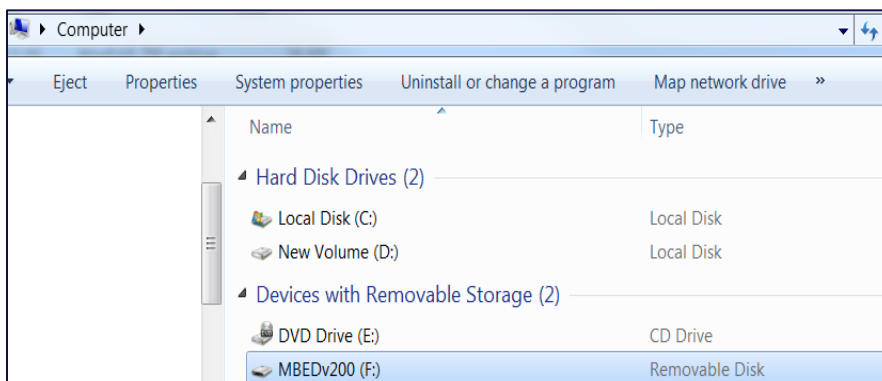 Computer
Eject Properties System properties Uninstall or change a program Map network drive »
Name Type
Hard Disk Drives (2)
Local Disk (C:) Local Disk
New Volume (D:) Local Disk
Devices with Removable Storage (2)
DVD Drive (E:) CD Drive
MBEDv200 (F:) Removable Disk